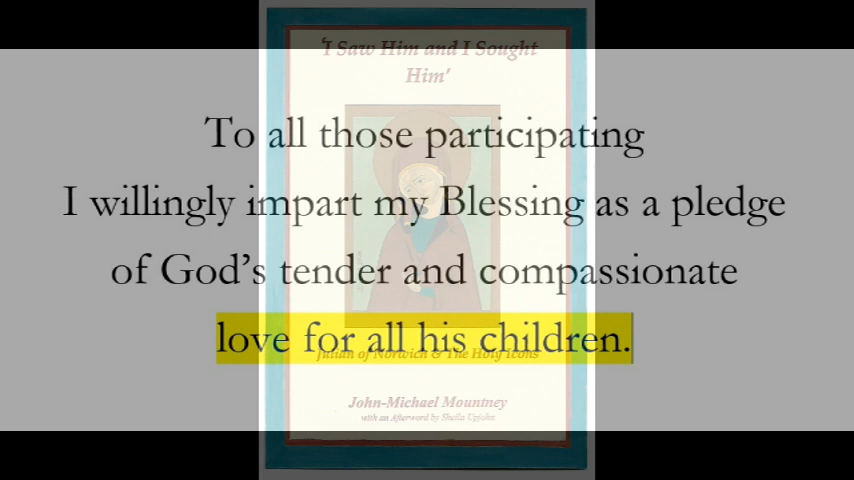 'I Saw Him and I Sought
Him'
To all those participating
I willingly impart my Blessing as a pledge
of God's tender and compassionate
love for all his children.
Julian of Norwich & The Holy Icons
John-Michael Mountney
with an Afterword by Sheila Upjohn